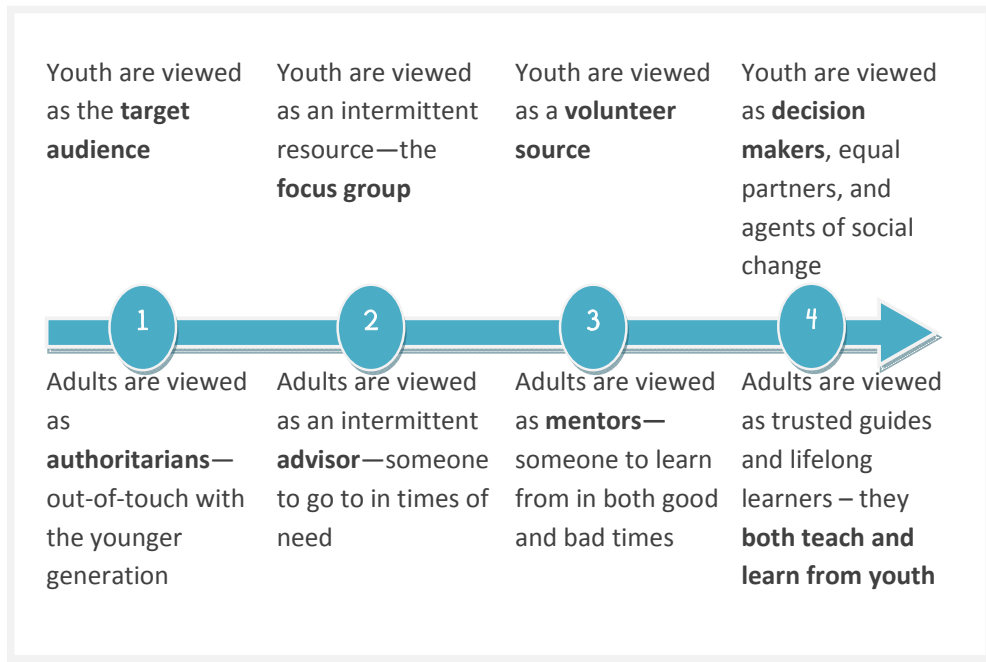 Youth are viewed
as the target
audience
Youth are viewed
as an intermittent
resource—the
focus group
Youth are viewed
as a volunteer
source
Youth are viewed
as decision
makers, equal
partners, and
agents of social
change
1
2
3
4
Adults are viewed
as
authoritarians—
out-of-touch with
the younger
generation
Adults are viewed
as an intermittent
advisor—someone
to go to in times of
need
Adults are viewed
as mentors—
someone to learn
from in both good
and bad times
Adults are viewed
as trusted guides
and lifelong
learners – they
both teach and
learn from youth